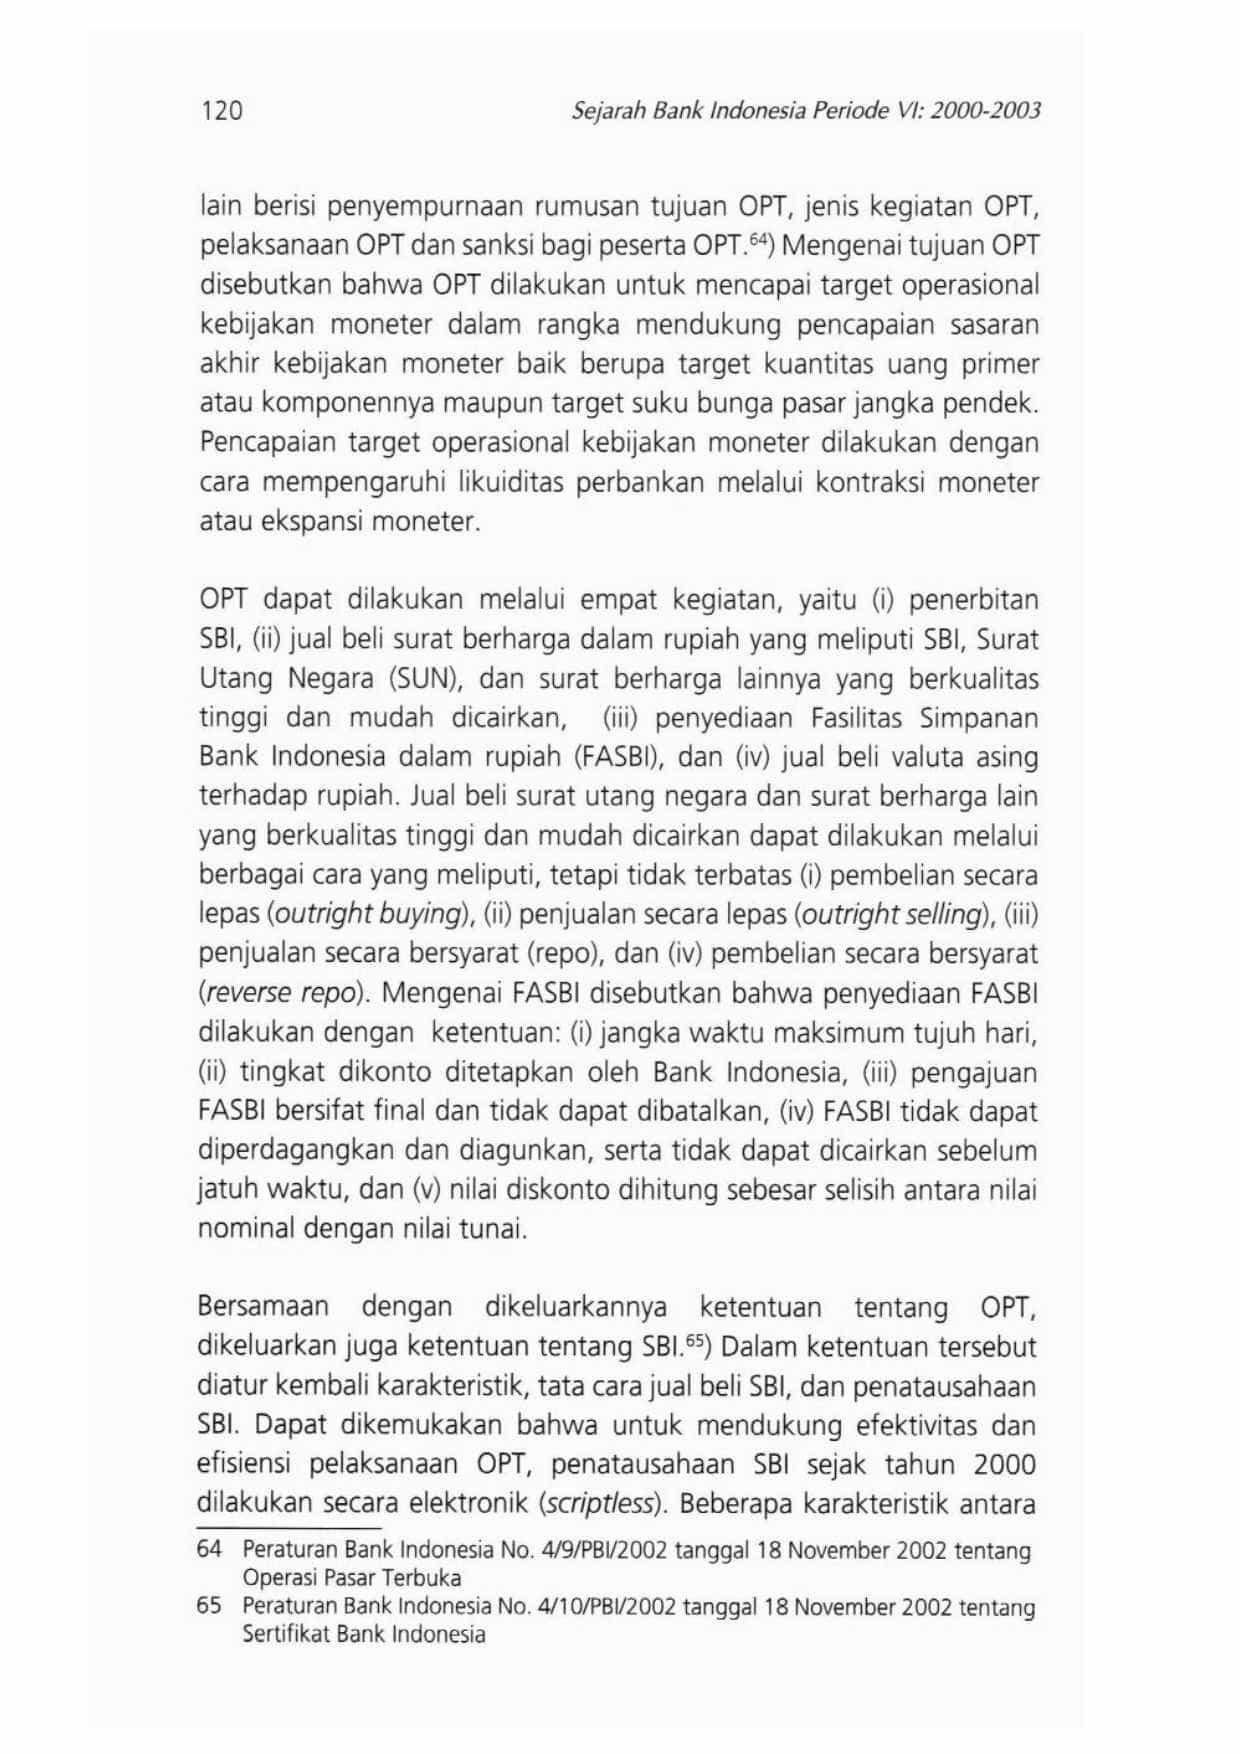 120
Sejarah Bank Indonesia Periode VI: 2000-2003
lain berisi penyempurnaan rumusan tujuan OPT, jenis kegiatan OPT,
pelaksanaan OPT dan sanksi bagi peserta OPT.64) Mengenai tujuan OPT
disebutkan bahwa OPT dilakukan untuk mencapai target operasional
kebijakan moneter dalam rangka mendukung pencapaian sasaran
akhir kebijakan moneter baik berupa target kuantitas uang primer
atau komponennya maupun target suku bunga pasar jangka pendek.
Pencapaian target operasional kebijakan moneter dilakukan dengan
cara mempengaruhi likuiditas perbankan melalui kontraksi moneter
atau ekspansi moneter.
OPT dapat dilakukan melalui empat kegiatan, yaitu (i) penerbitan
SBI, (ii) jual beli surat berharga dalam rupiah yang meliputi SBI, Surat
Utang Negara (SUN), dan surat berharga lainnya yang berkualitas
tinggi dan mudah dicairkan, (iii) penyediaan Fasilitas Simpanan
Bank Indonesia dalam rupiah (FASBI), dan (iv) jual beli valuta asing
terhadap rupiah. Jual beli surat utang negara dan surat berharga lain
yang berkualitas tinggi dan mudah dicairkan dapat dilakukan melalui
berbagai cara yang meliputi, tetapi tidak terbatas (i) pembelian secara
lepas (outright buying), (ii) penjualan secara lepas (outright selling), (iii)
penjualan secara bersyarat (repo), dan (iv) pembelian secara bersyarat
(reverse repo). Mengenai FASBI disebutkan bahwa penyediaan FASBI
dilakukan dengan ketentuan: (i) jangka waktu maksimum tujuh hari,
(ii) tingkat dikonto ditetapkan oleh Bank Indonesia, (iii) pengajuan
FASBI bersifat final dan tidak dapat dibatalkan, (iv) FASBI tidak dapat
diperdagangkan dan diagunkan, serta tidak dapat dicairkan sebelum
jatuh waktu, dan (v) nilai diskonto dihitung sebesar selisih antara nilai
nominal dengan nilai tunai.
Bersamaan dengan dikeluarkannya ketentuan tentang OPT,
dikeluarkan juga ketentuan tentang SBI.65) Dalam ketentuan tersebut
diatur kembali karakteristik, tata cara jual beli SBI, dan penatausahaan
SBI. Dapat dikemukakan bahwa untuk mendukung efektivitas dan
efisiensi pelaksanaan OPT, penatausahaan SBI sejak tahun 2000
dilakukan secara elektronik (scriptless). Beberapa karakteristik antara
64 Peraturan Bank Indonesia No. 4/9/PBI/2002 tanggal 18 November 2002 tentang
Operasi Pasar Terbuka
65 Peraturan Bank Indonesia No. 4/10/PBI/2002 tanggal 18 November 2002 tentang
Sertifikat Bank Indonesia